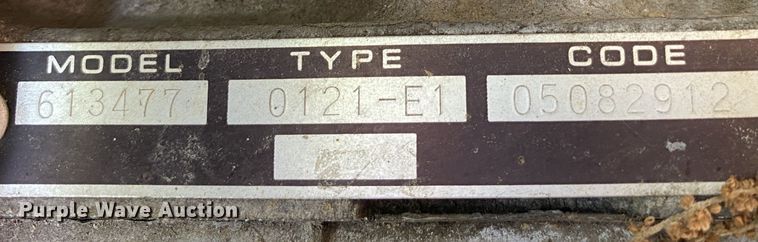 MODEL TYPE CODE
613477 0121-E1 05082912
Purple Wave Auction